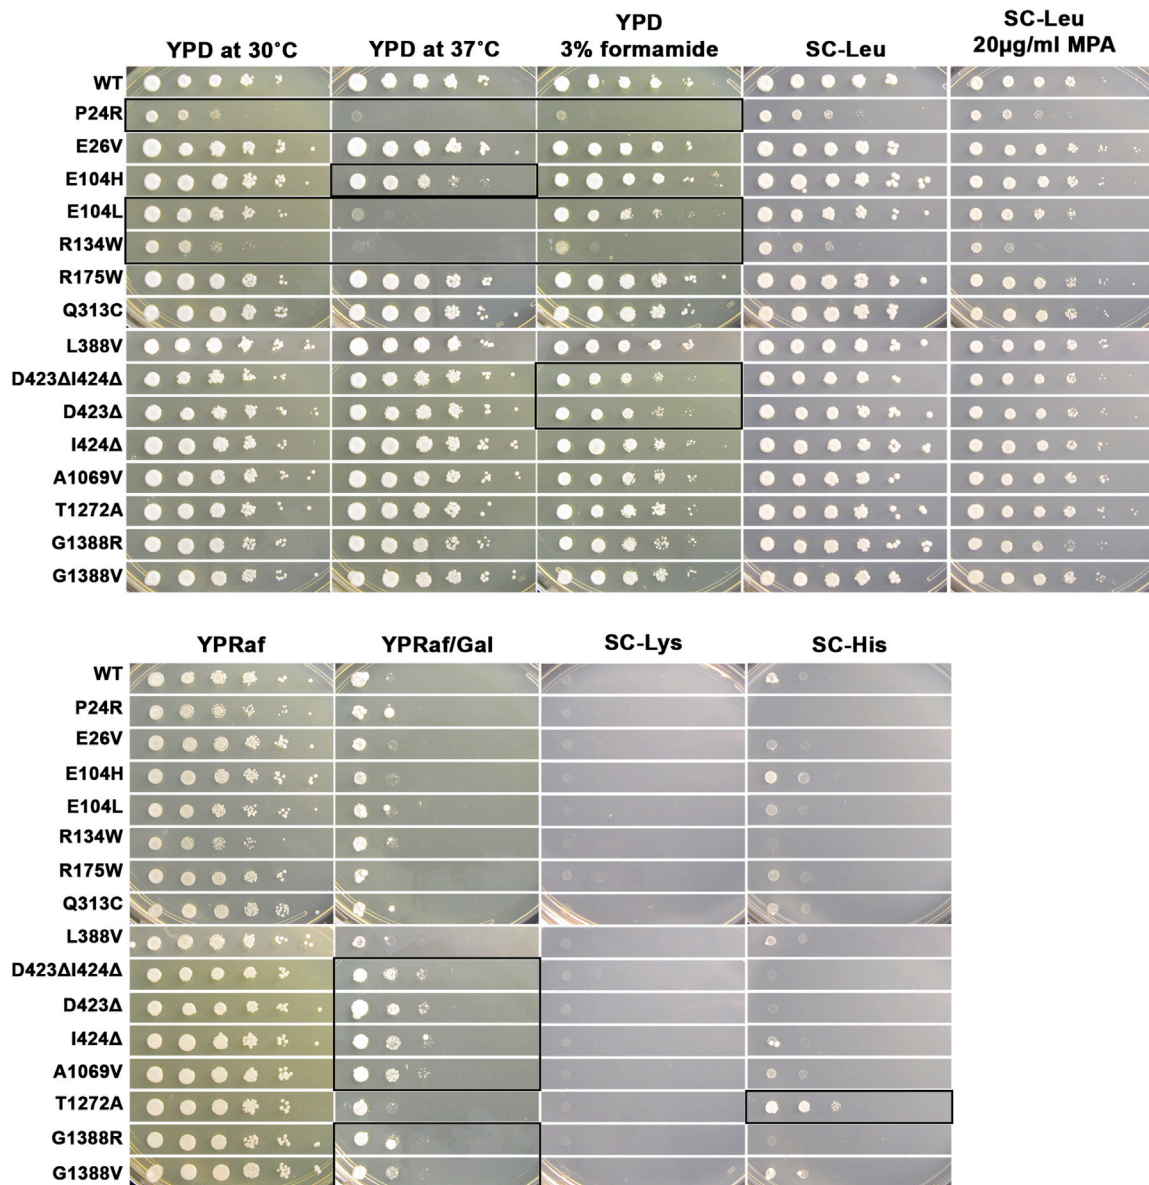 YPD at 30°C YPD at 37°C YPD 3% formamide SC-Leu SC-Leu 20µg/ml MPA
WT
P24R
E26V
E104H
E104L
R134W
R175W
Q313C
L388V
D423ΔI424Δ
D423Δ
I424Δ
A1069V
T1272A
G1388R
G1388V
YPRaf YPRaf/Gal SC-Lys SC-His
WT
P24R
E26V
E104H
E104L
R134W
R175W
Q313C
L388V
D423ΔI424Δ
D423Δ
I424Δ
A1069V
T1272A
G1388R
G1388V